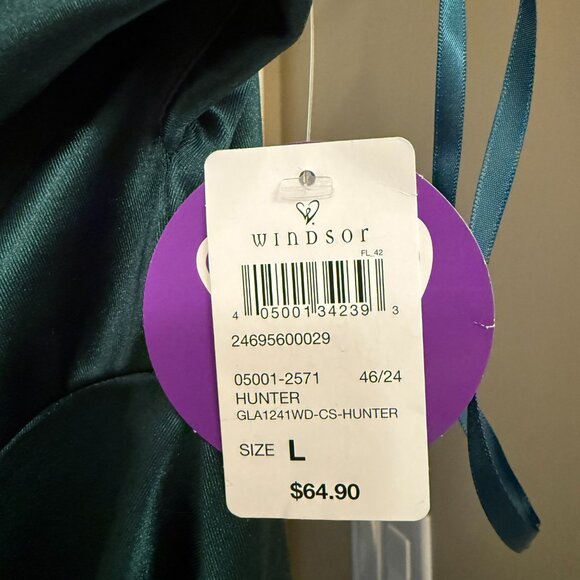 WINDSOR
FL_42
4 05001 34239 3
24695600029
05001-2571 46/24
HUNTER
GLA1241WD-CS-HUNTER
SIZE L
$64.90